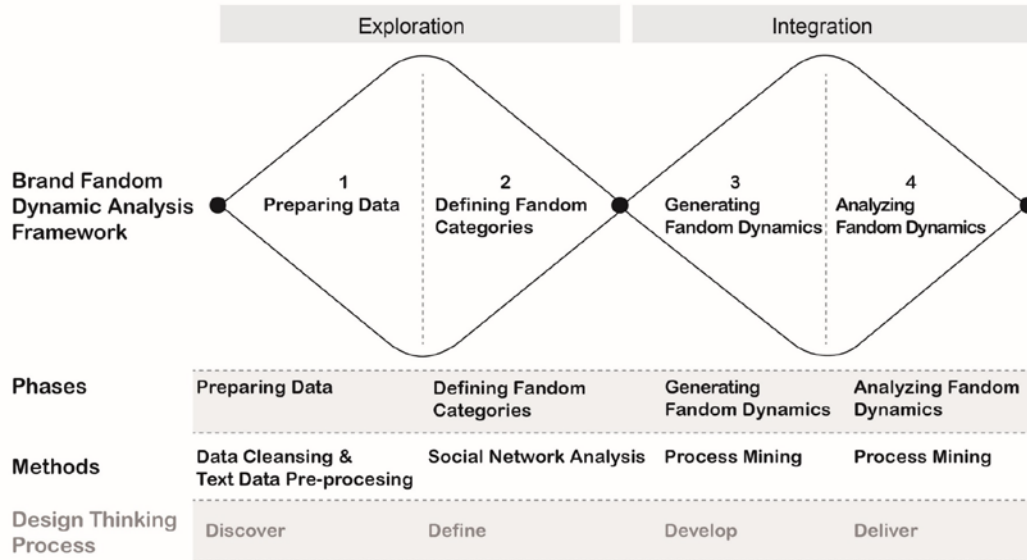 Exploration
Integration
Brand Fandom
Dynamic Analysis
Framework
1
Preparing Data
2
Defining Fandom
Categories
3
Generating
Fandom Dynamics
4
Analyzing
Fandom Dynamics
Phases
Preparing Data
Defining Fandom
Categories
Generating
Fandom Dynamics
Analyzing Fandom
Dynamics
Methods
Data Cleansing &
Text Data Pre-procesing
Social Network Analysis
Process Mining
Process Mining
Design Thinking
Process
Discover
Define
Develop
Deliver